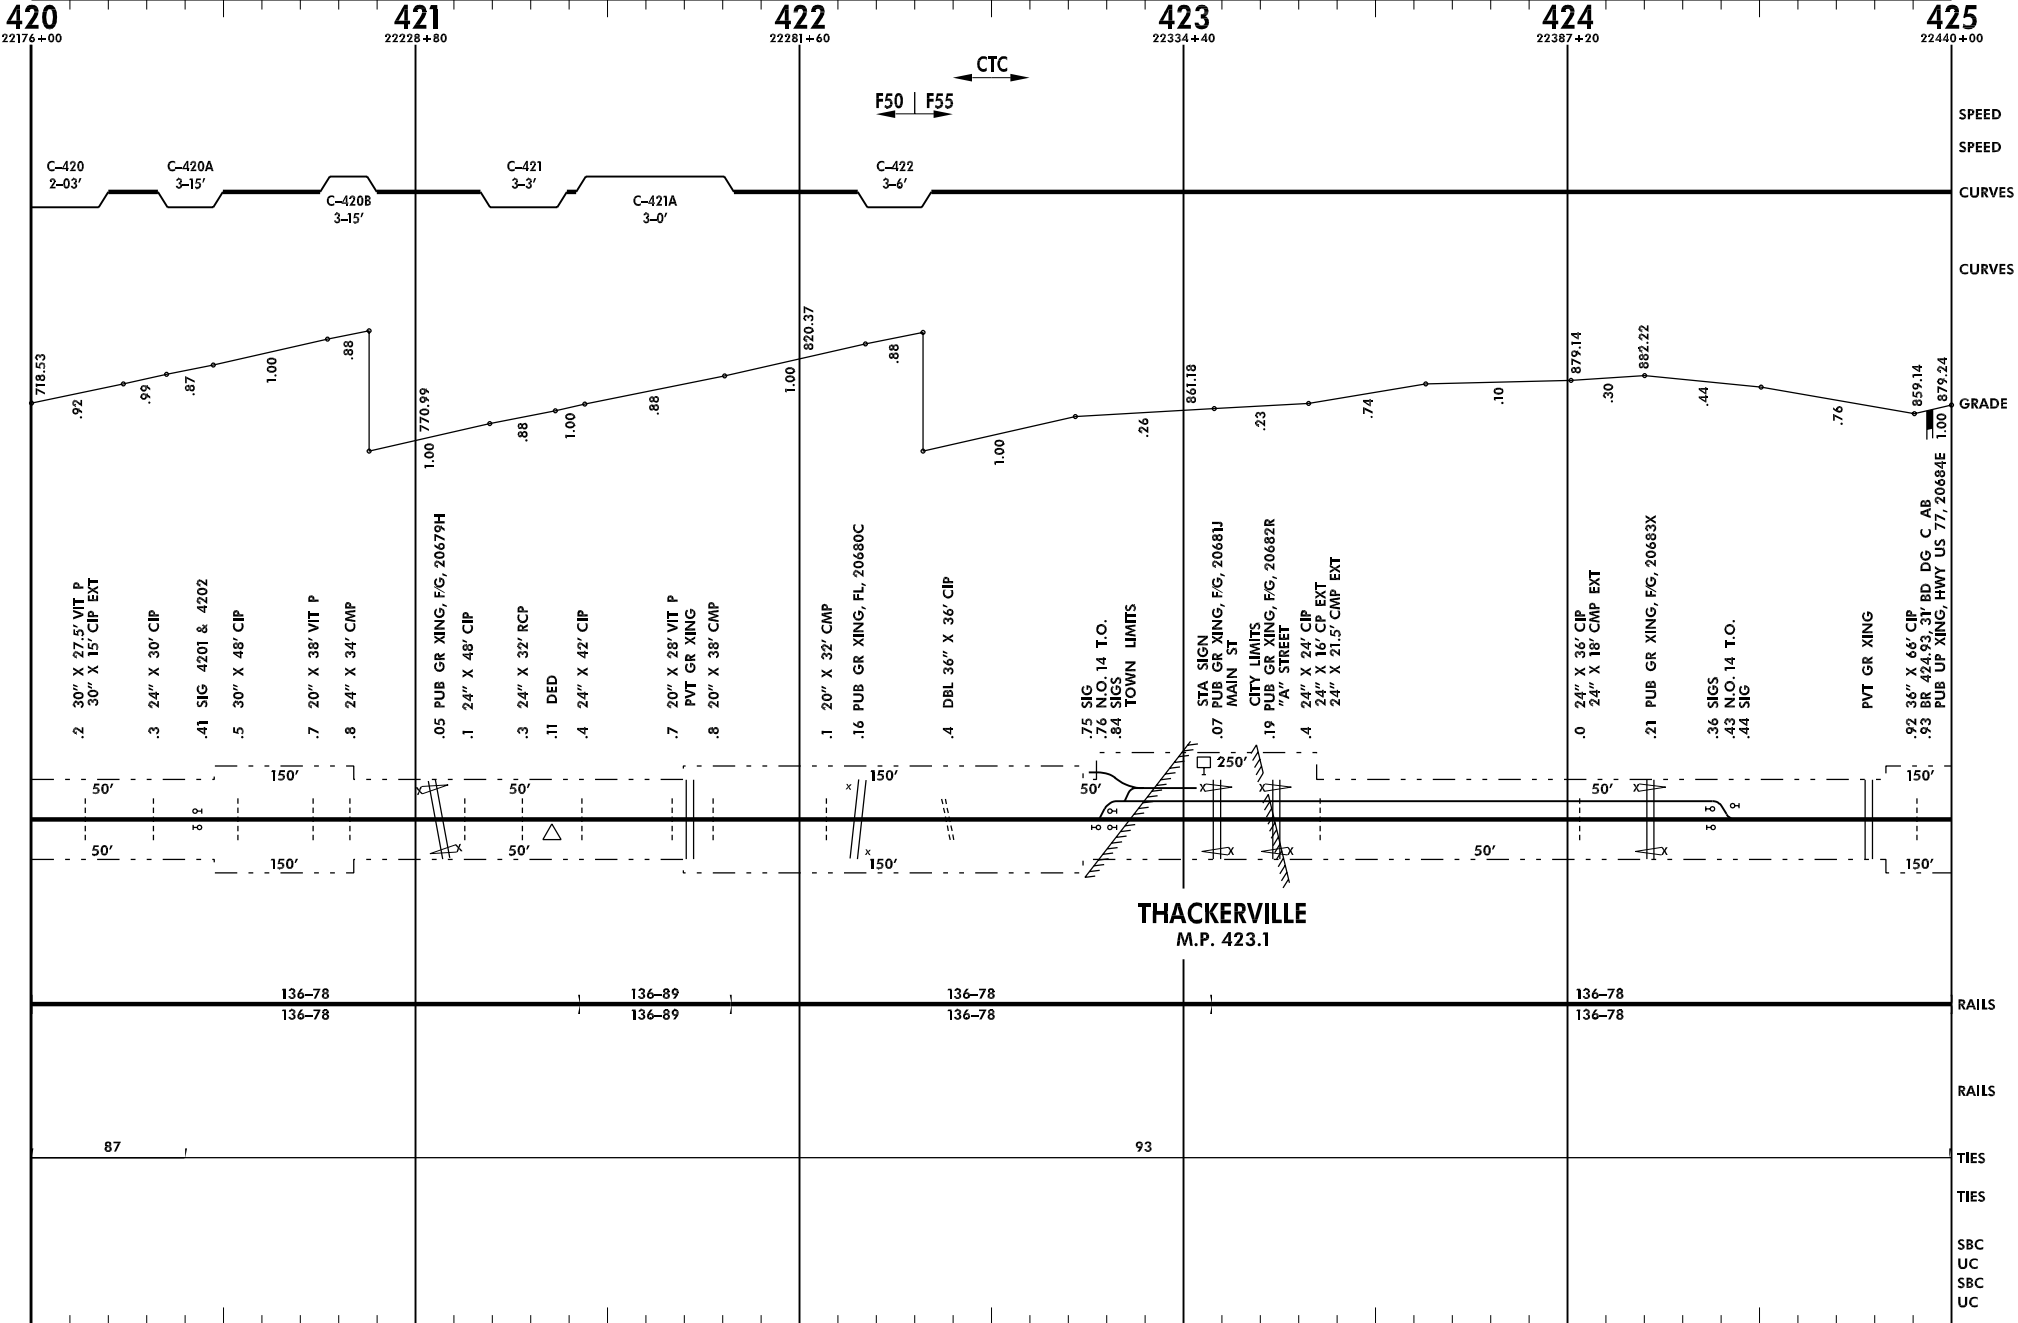 420 421 422 423 424 425
22176+00 22228+80 22281+60 22334+40 22387+20 22440+00
CTC
F50 F55
SPEED
SPEED
C-420
2-03'
C-420A
3-15'
C-420B
3-15'
C-421
3-3'
C-421A
3-0'
C-422
3-6'
CURVES
CURVES
718.53
.92
.99
.87
1.00
.88
770.99
1.00
.88
1.00
.88
820.37
1.00
.88
1.00
.26
861.18
.23
.74
.10
879.14
.30
882.22
.44
.76
859.14
1.00
879.24
GRADE
.2 30" X 27.5' VIT P
30" X 15' CIP EXT
.3 24" X 30' CIP
.41 SIG 4201 & 4202
.5 30" X 48' CIP
.7 20" X 38' VIT P
.8 24" X 34' CMP
.05 PUB GR XING, F/G, 20679H
.1 24" X 48' CIP
.3 24" X 32' RCP
.11 DED
.4 24" X 42' CIP
.7 20" X 28' VIT P
PVT GR XING
.8 20" X 38' CMP
.1 20" X 32' CMP
.16 PUB GR XING, FL, 20680C
.4 DBL 36" X 36' CIP
.75 SIG
.76 N.O. 14 T.O.
.84 SIGS
TOWN LIMITS
STA SIGN
.07 PUB GR XING, F/G, 20681J
MAIN ST
CITY LIMITS
.19 PUB GR XING, F/G, 20682R
"A" STREET
.4 24" X 24' CIP
24" X 16' CP EXT
24" X 21.5' CMP EXT
.0 24" X 36' CIP
24" X 18' CMP EXT
.21 PUB GR XING, F/G, 20683X
.36 SIGS
.43 N.O. 14 T.O.
.44 SIG
PVT GR XING
.92 36" X 66' CIP
.93 BR 424.93, 31' BD DG C AB
PUB UP XING, HWY US 77, 20684E
50' 150' 50' 150' 50' 250' 50' 150'
X X X X X X
50' 150' 50' 150' 50' 150'
X X X X X
THACKERVILLE
M.P. 423.1
136-78 136-89 136-78 136-78
136-78 136-89 136-78 136-78
RAILS
RAILS
87 93
TIES
TIES
SBC
UC
SBC
UC